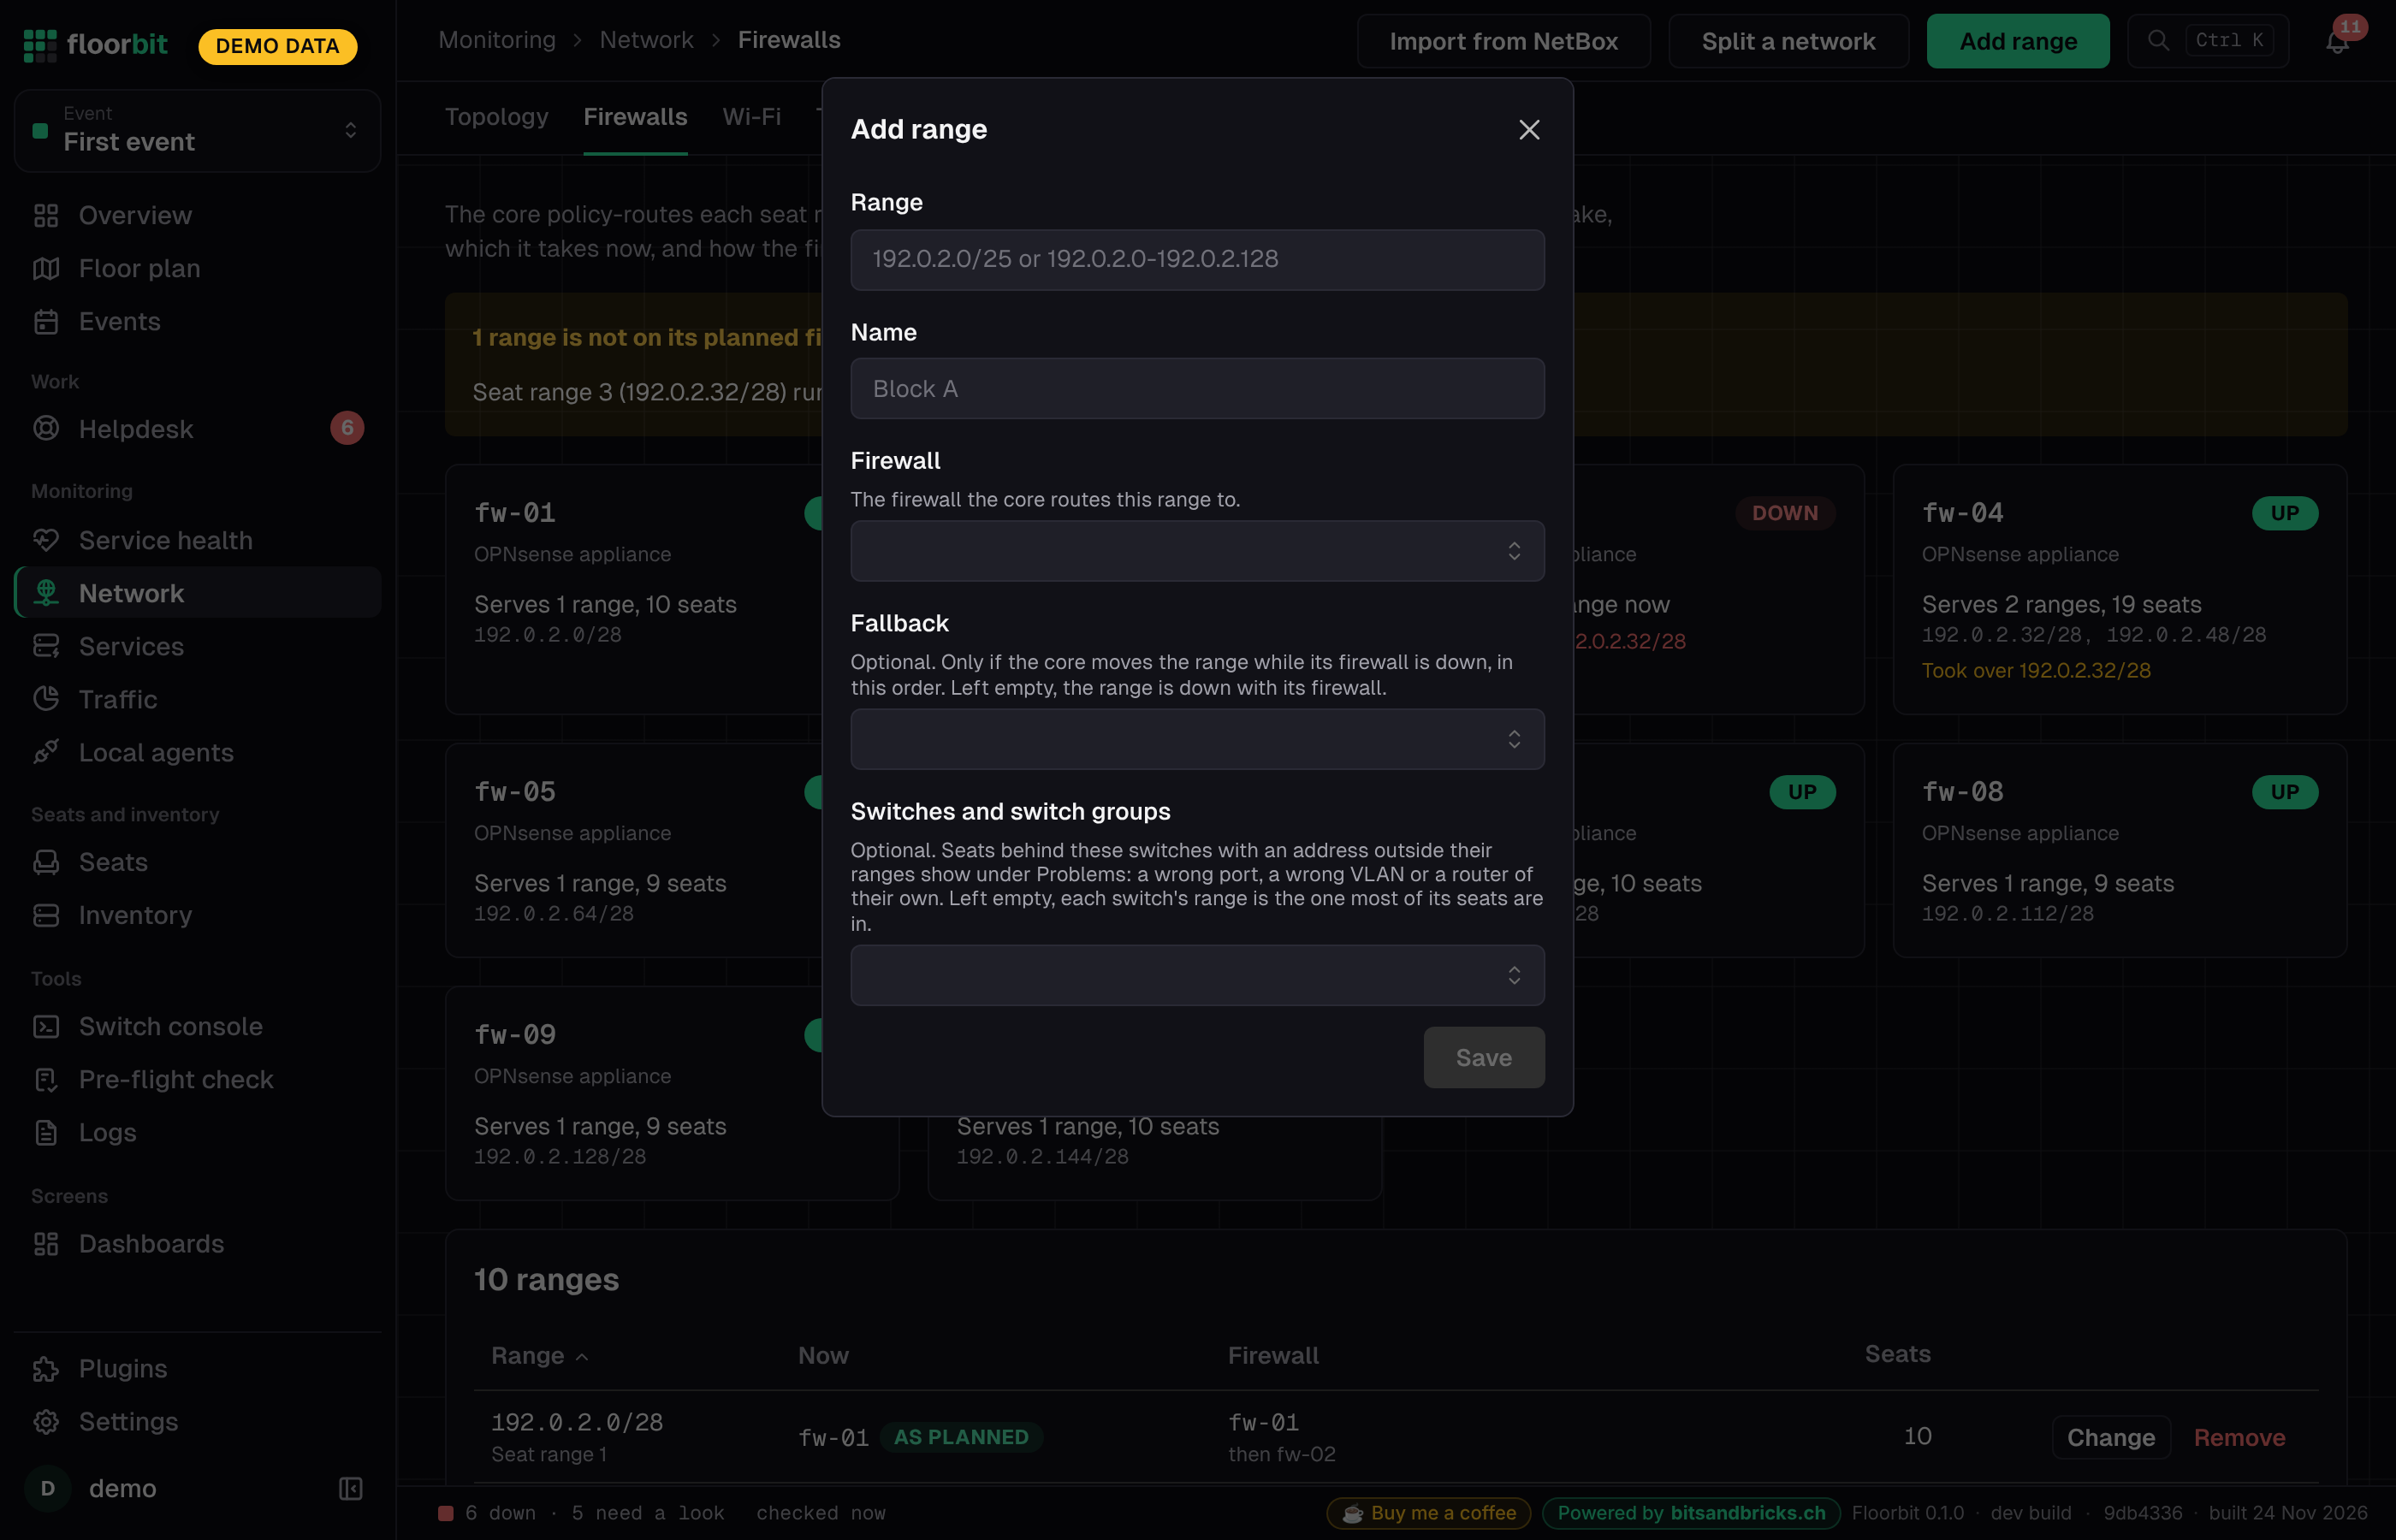 floorbit
DEMO DATA
Event
First event
Overview
Floor plan
Events
Work
Helpdesk
6
Monitoring
Service health
Network
Services
Traffic
Local agents
Seats and inventory
Seats
Inventory
Tools
Switch console
Pre-flight check
Logs
Screens
Dashboards
Plugins
Settings
D
demo
Monitoring
Network
Firewalls
Import from NetBox
Split a network
Add range
Ctrl K
11
Topology
Firewalls
Wi-Fi
The core policy-routes each seat
which it takes now, and how the
1 range is not on its planned
Seat range 3 (192.0.2.32/28)
fw-01
OPNsense appliance
Serves 1 range, 10 seats
192.0.2.0/28
DOWN
now
fw-04
UP
OPNsense appliance
Serves 2 ranges, 19 seats
192.0.2.32/28, 192.0.2.48/28
Took over 192.0.2.32/28
fw-05
OPNsense appliance
Serves 1 range, 9 seats
192.0.2.64/28
UP
10 seats
fw-08
UP
OPNsense appliance
Serves 1 range, 9 seats
192.0.2.112/28
fw-09
OPNsense appliance
Serves 1 range, 9 seats
192.0.2.128/28
Serves 1 range, 10 seats
192.0.2.144/28
Add range
Range
192.0.2.0/25 or 192.0.2.0-192.0.2.128
Name
Block A
Firewall
The firewall the core routes this range to.
Fallback
Optional. Only if the core moves the range while its firewall is down, in
this order. Left empty, the range is down with its firewall.
Switches and switch groups
Optional. Seats behind these switches with an address outside their
ranges show under Problems: a wrong port, a wrong VLAN or a router of
their own. Left empty, each switch's range is the one most of its seats are
in.
Save
10 ranges
Range
Now
Firewall
Seats
192.0.2.0/28
Seat range 1
fw-01
AS PLANNED
fw-01
then fw-02
10
Change
Remove
6 down · 5 need a look
checked now
Buy me a coffee
Powered by bitsandbricks.ch
Floorbit 0.1.0 · dev build · 9db4336 · built 24 Nov 2026